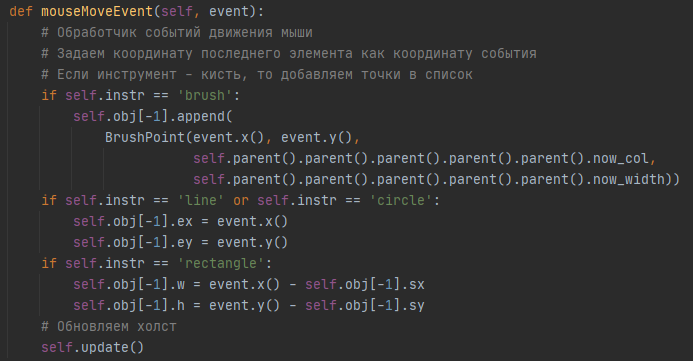 def mouseMoveEvent(self, event):
    # Обработчик событий движения мыши
    # Задаем координату последнего элемента как координату события
    # Если инструмент - кисть, то добавляем точки в список
    if self.instr == 'brush':
        self.obj[-1].append(
            BrushPoint(event.x(), event.y(),
                       self.parent().parent().parent().parent().parent().now_col,
                       self.parent().parent().parent().parent().parent().now_width))
    if self.instr == 'line' or self.instr == 'circle':
        self.obj[-1].ex = event.x()
        self.obj[-1].ey = event.y()
    if self.instr == 'rectangle':
        self.obj[-1].w = event.x() - self.obj[-1].sx
        self.obj[-1].h = event.y() - self.obj[-1].sy
    # Обновляем холст
    self.update()